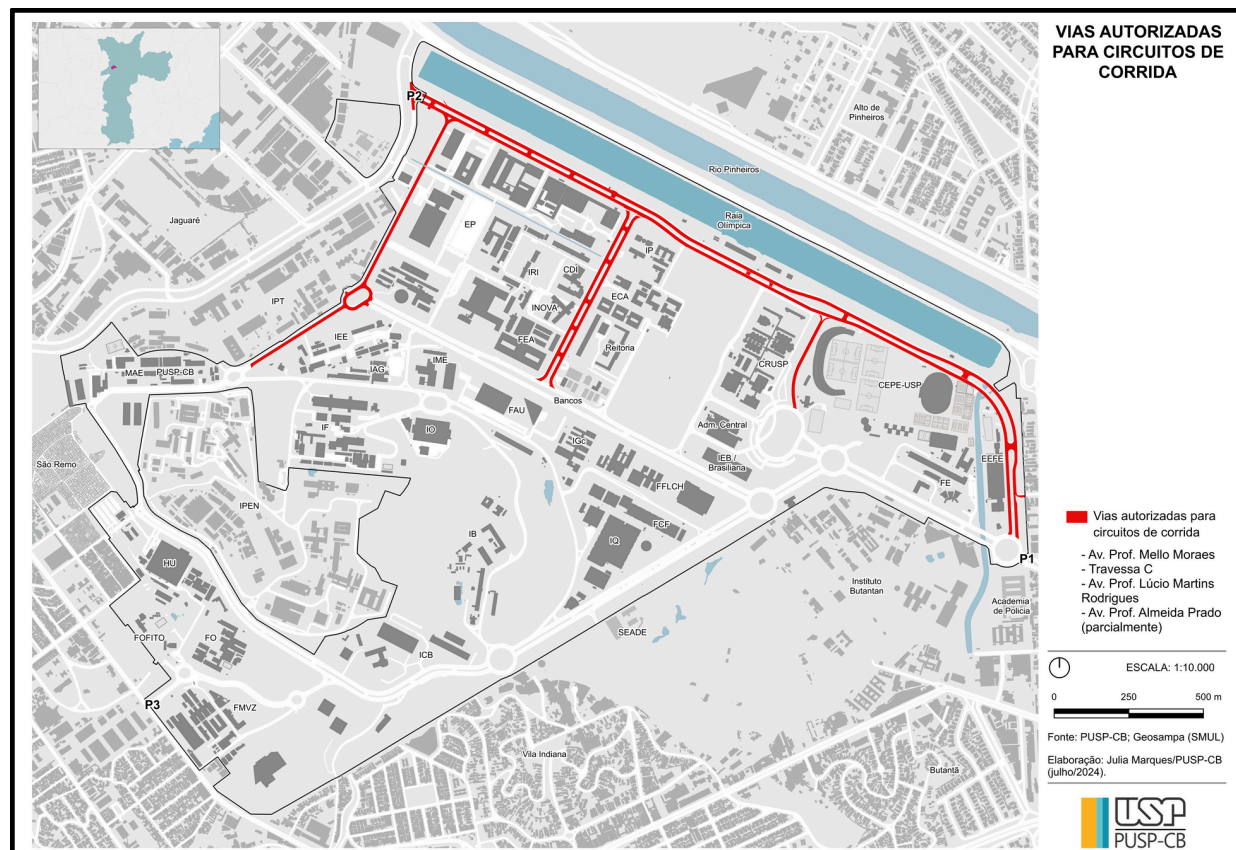 VIAS AUTORIZADAS
PARA CIRCUITOS DE
CORRIDA
P2
Alto de
Pinheiros
Rio Pinheiros
Raia
Olímpica
Jaguaré
EP
IP
IRI
CDI
ECA
INOVA
IPT
FEA
Reitoria
IEE
IAG
IME
CRUSP
CEPE-USP
MAE
PUSP-CB
Bancos
FAU
IF
IO
Adm. Central
IGc
IEB /
Brasiliana
EEFE
São Remo
FFLCH
FE
IPEN
FCF
IB
IQ
HU
P1
Instituto
Butantan
Academia
de Polícia
FOFITO
FO
SEADE
ICB
P3
FMVZ
Vila Indiana
Butantã
Vias autorizadas para
circuitos de corrida
- Av. Prof. Mello Moraes
- Travessa C
- Av. Prof. Lúcio Martins
Rodrigues
- Av. Prof. Almeida Prado
(parcialmente)
ESCALA: 1:10.000
0 250 500 m
Fonte: PUSP-CB; Geosampa (SMUL)
Elaboração: Julia Marques/PUSP-CB
(julho/2024).
USP
PUSP-CB